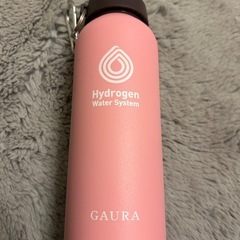 Hydrogen
Water System
GAURA